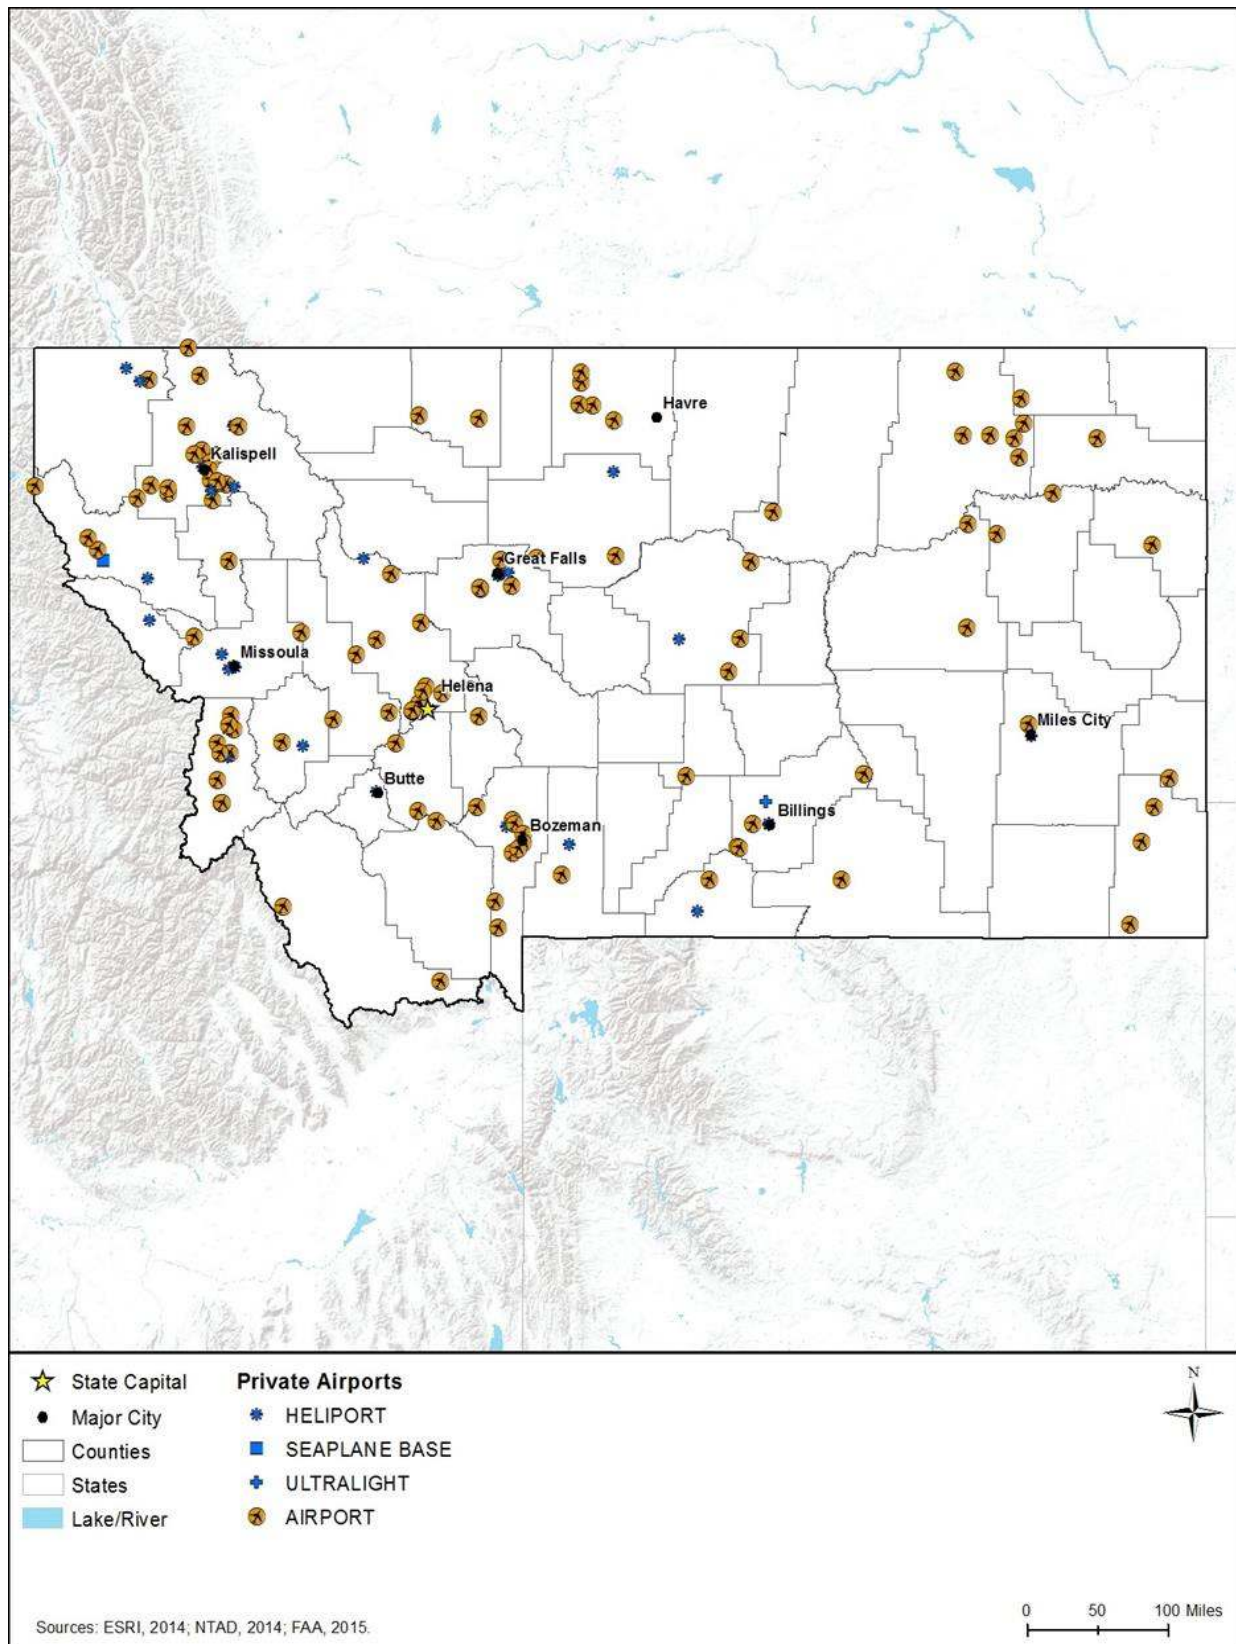 Havre
Kalispell
Great Falls
Missoula
Helena
Miles City
Butte
Billings
Bozeman
State Capital
Major City
Counties
States
Lake/River
Private Airports
HELIPORT
SEAPLANE BASE
ULTRALIGHT
AIRPORT
N
0 50 100 Miles
Sources: ESRI, 2014; NTAD, 2014; FAA, 2015.